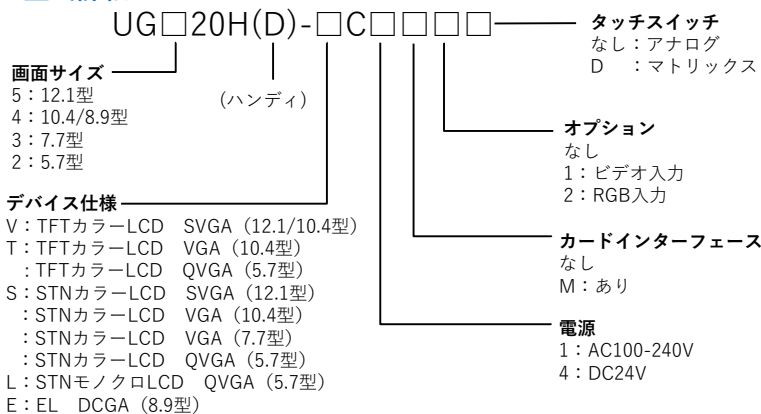 UG□20H(D)-□C□□□□
画面サイズ
5：12.1型
4：10.4/8.9型
3：7.7型
2：5.7型
(ハンディ)
デバイス仕様
V：TFTカラーLCD　SVGA（12.1/10.4型）
T：TFTカラーLCD　VGA（10.4型）
：TFTカラーLCD　QVGA（5.7型）
S：STNカラーLCD　SVGA（12.1型）
：STNカラーLCD　VGA（10.4型）
：STNカラーLCD　VGA（7.7型）
：STNカラーLCD　QVGA（5.7型）
L：STNモノクロLCD　QVGA（5.7型）
E：EL　DCGA（8.9型）
タッチスイッチ
なし：アナログ
D　：マトリックス
オプション
なし
1：ビデオ入力
2：RGB入力
カードインターフェース
なし
M：あり
電源
1：AC100-240V
4：DC24V